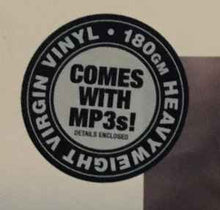 HEAVYWEIGHT VIRGIN VINYL • 180GM
COMES
WITH
MP3s!
DETAILS ENCLOSED